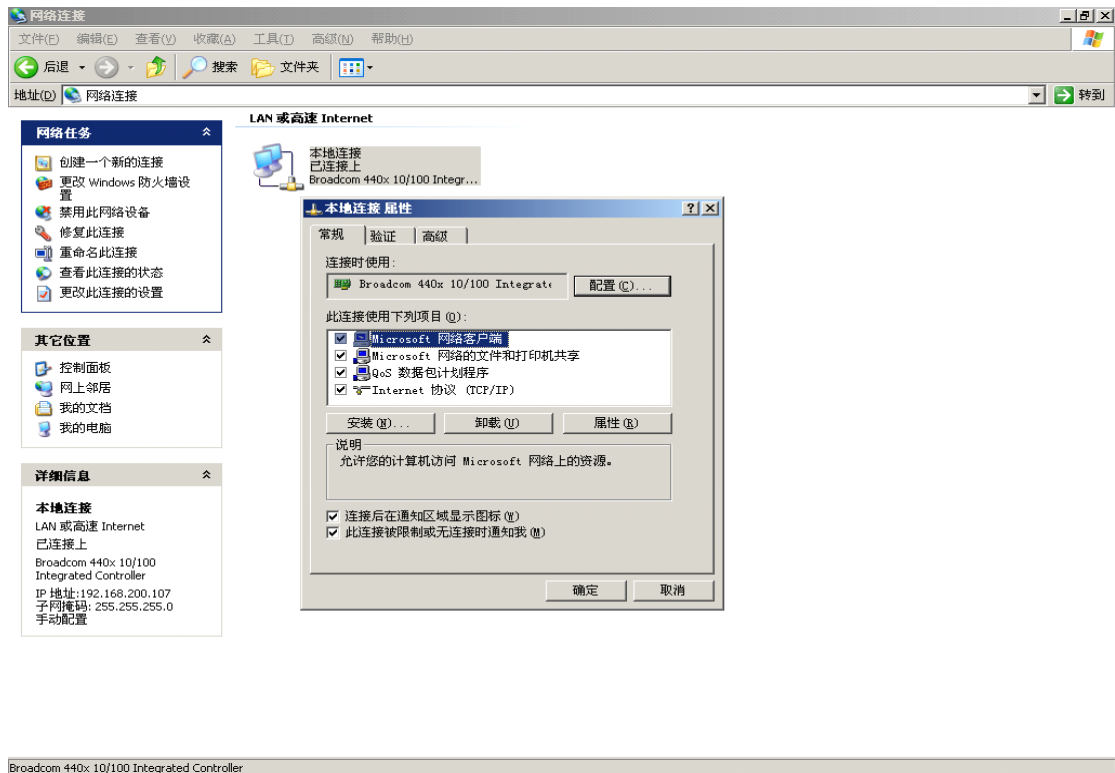 网络连接
文件(F) 编辑(E) 查看(V) 收藏(A) 工具(T) 高级(N) 帮助(H)
后退 搜索 文件夹
地址(D) 网络连接 转到
网络任务
创建一个新的连接
更改 Windows 防火墙设
置
禁用此网络设备
修复此连接
重命名此连接
查看此连接的状态
更改此连接的设置
其它位置
控制面板
网上邻居
我的文档
我的电脑
详细信息
本地连接
LAN 或高速 Internet
已连接上
Broadcom 440x 10/100
Integrated Controller
IP 地址:192.168.200.107
子网掩码: 255.255.255.0
手动配置
LAN 或高速 Internet
本地连接
已连接上
Broadcom 440x 10/100 Integr...
本地连接 属性
常规 验证 高级
连接时使用:
Broadcom 440x 10/100 Integrate 配置(C)...
此连接使用下列项目(O):
Microsoft 网络客户端
Microsoft 网络的文件和打印机共享
QoS 数据包计划程序
Internet 协议 (TCP/IP)
安装(N)... 卸载(U) 属性(R)
说明
允许您的计算机访问 Microsoft 网络上的资源。
连接后在通知区域显示图标(W)
此连接被限制或无连接时通知我(M)
确定 取消
Broadcom 440x 10/100 Integrated Controller